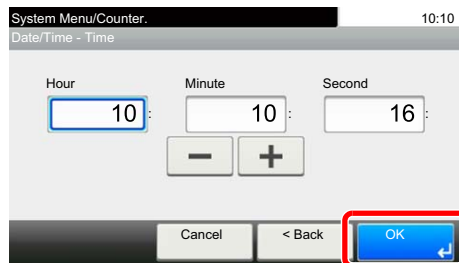 System Menu/Counter. 10:10
Date/Time - Time
Hour Minute Second
10 : 10 : 16 :
− +
Cancel < Back OK